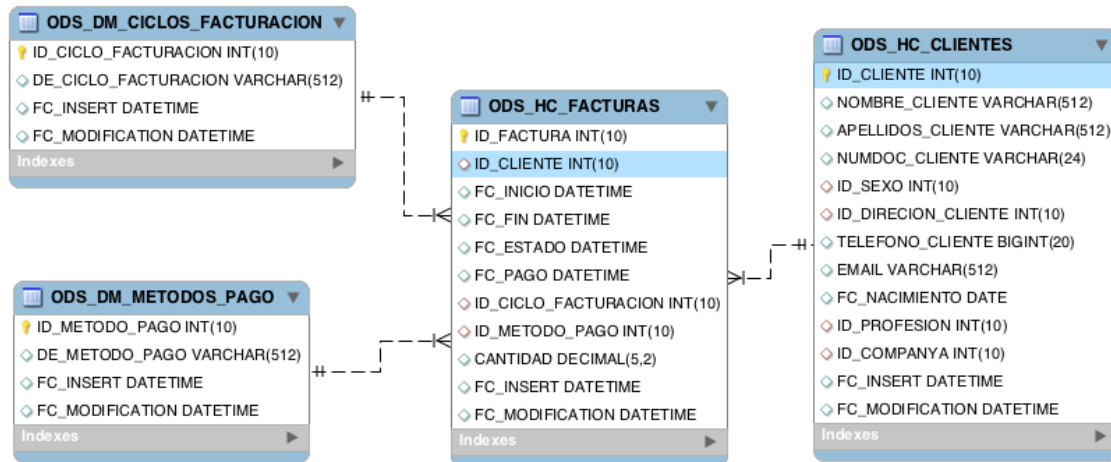 ODS_DM_CICLOS_FACTURACION
ID_CICLO_FACTURACION INT(10)
DE_CICLO_FACTURACION VARCHAR(512)
FC_INSERT DATETIME
FC_MODIFICATION DATETIME
Indexes
ODS_DM_METODOS_PAGO
ID_METODO_PAGO INT(10)
DE_METODO_PAGO VARCHAR(512)
FC_INSERT DATETIME
FC_MODIFICATION DATETIME
Indexes
ODS_HC_FACTURAS
ID_FACTURA INT(10)
ID_CLIENTE INT(10)
FC_INICIO DATETIME
FC_FIN DATETIME
FC_ESTADO DATETIME
FC_PAGO DATETIME
ID_CICLO_FACTURACION INT(10)
ID_METODO_PAGO INT(10)
CANTIDAD DECIMAL(5,2)
FC_INSERT DATETIME
FC_MODIFICATION DATETIME
Indexes
ODS_HC_CLIENTES
ID_CLIENTE INT(10)
NOMBRE_CLIENTE VARCHAR(512)
APELLIDOS_CLIENTE VARCHAR(512)
NUMDOC_CLIENTE VARCHAR(24)
ID_SEXO INT(10)
ID_DIRECION_CLIENTE INT(10)
TELEFONO_CLIENTE BIGINT(20)
EMAIL VARCHAR(512)
FC_NACIMIENTO DATE
ID_PROFESION INT(10)
ID_COMPANYA INT(10)
FC_INSERT DATETIME
FC_MODIFICATION DATETIME
Indexes